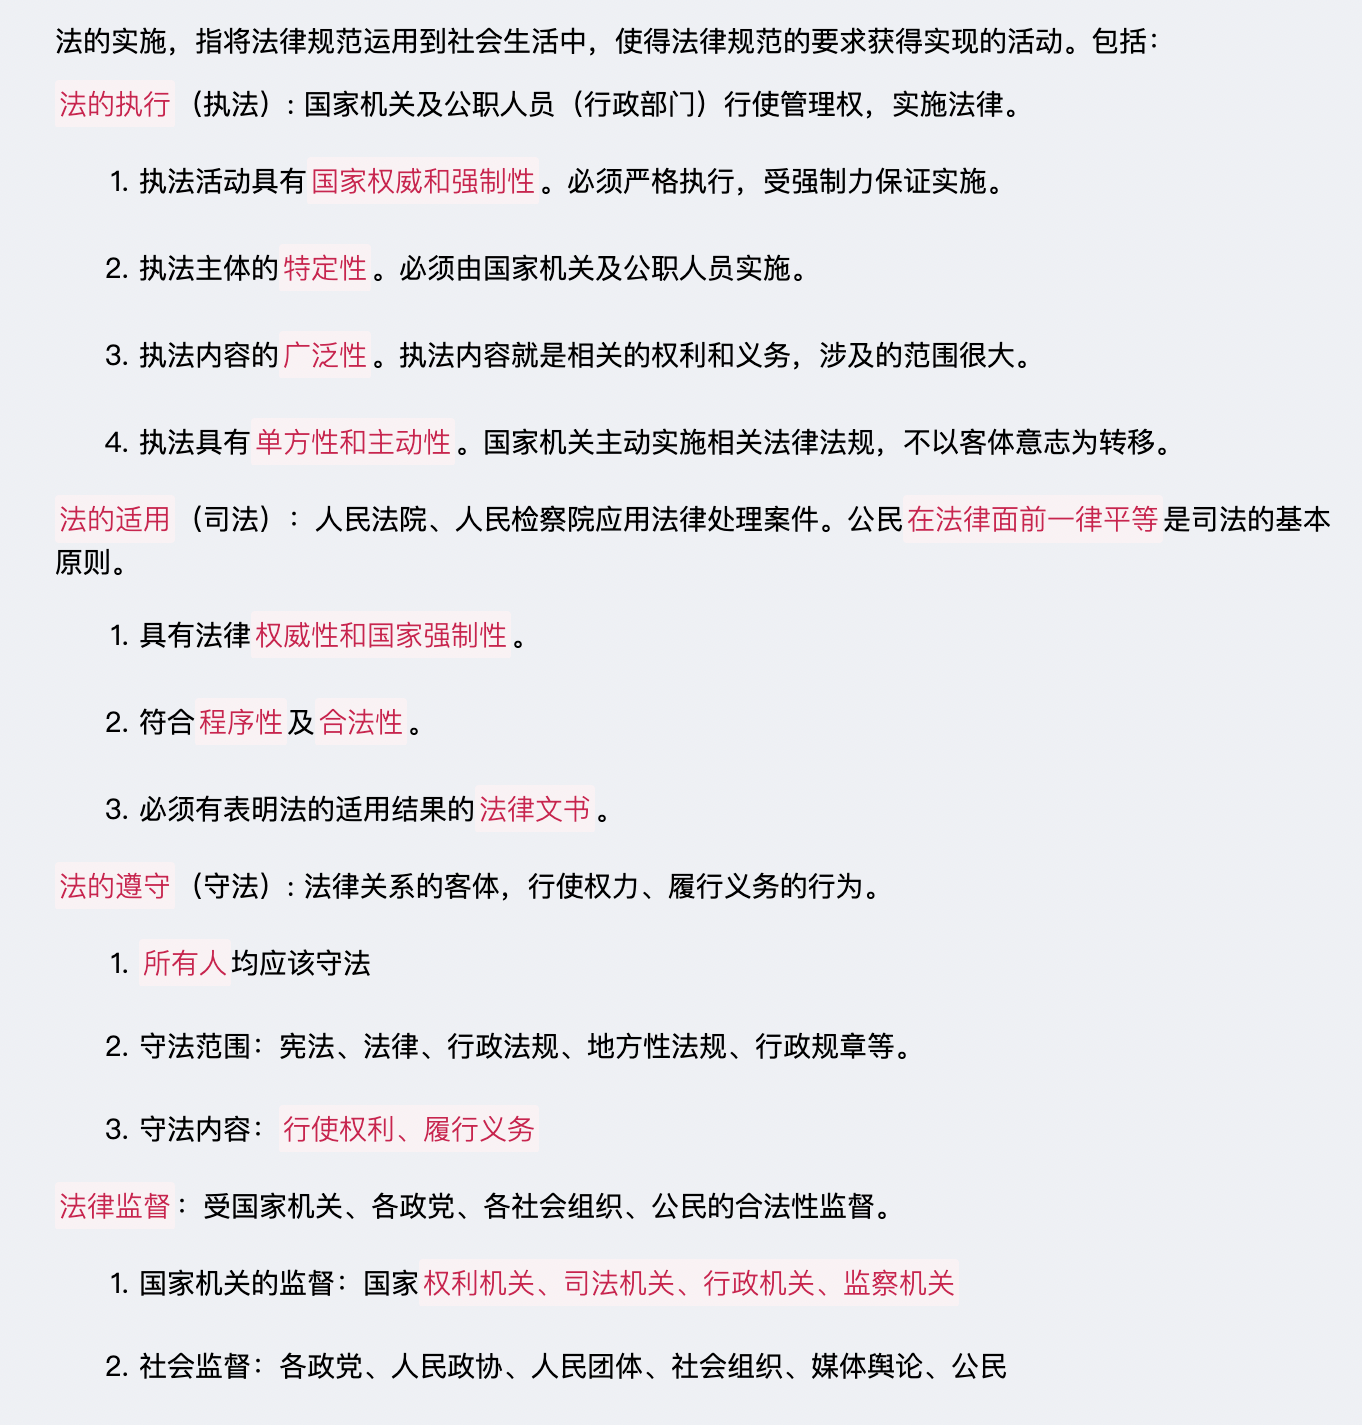 法的实施，指将法律规范运用到社会生活中，使得法律规范的要求获得实现的活动。包括：
法的执行（执法）：国家机关及公职人员（行政部门）行使管理权，实施法律。
1. 执法活动具有国家权威和强制性。必须严格执行，受强制力保证实施。
2. 执法主体的特定性。必须由国家机关及公职人员实施。
3. 执法内容的广泛性。执法内容就是相关的权利和义务，涉及的范围很大。
4. 执法具有单方性和主动性。国家机关主动实施相关法律法规，不以客体意志为转移。
法的适用（司法）：人民法院、人民检察院应用法律处理案件。公民在法律面前一律平等是司法的基本
原则。
1. 具有法律权威性和国家强制性。
2. 符合程序性及合法性。
3. 必须有表明法的适用结果的法律文书。
法的遵守（守法）：法律关系的客体，行使权力、履行义务的行为。
1. 所有人均应该守法
2. 守法范围：宪法、法律、行政法规、地方性法规、行政规章等。
3. 守法内容：行使权利、履行义务
法律监督：受国家机关、各政党、各社会组织、公民的合法性监督。
1. 国家机关的监督：国家权利机关、司法机关、行政机关、监察机关
2. 社会监督：各政党、人民政协、人民团体、社会组织、媒体舆论、公民